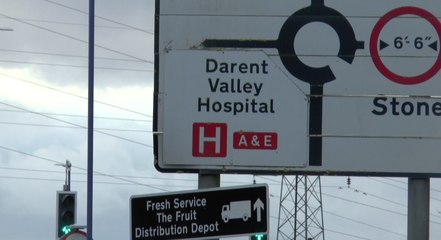 Darent
Valley
Hospital
H A & E
6'- 6"
Stone
Fresh Service
The Fruit
Distribution Depot